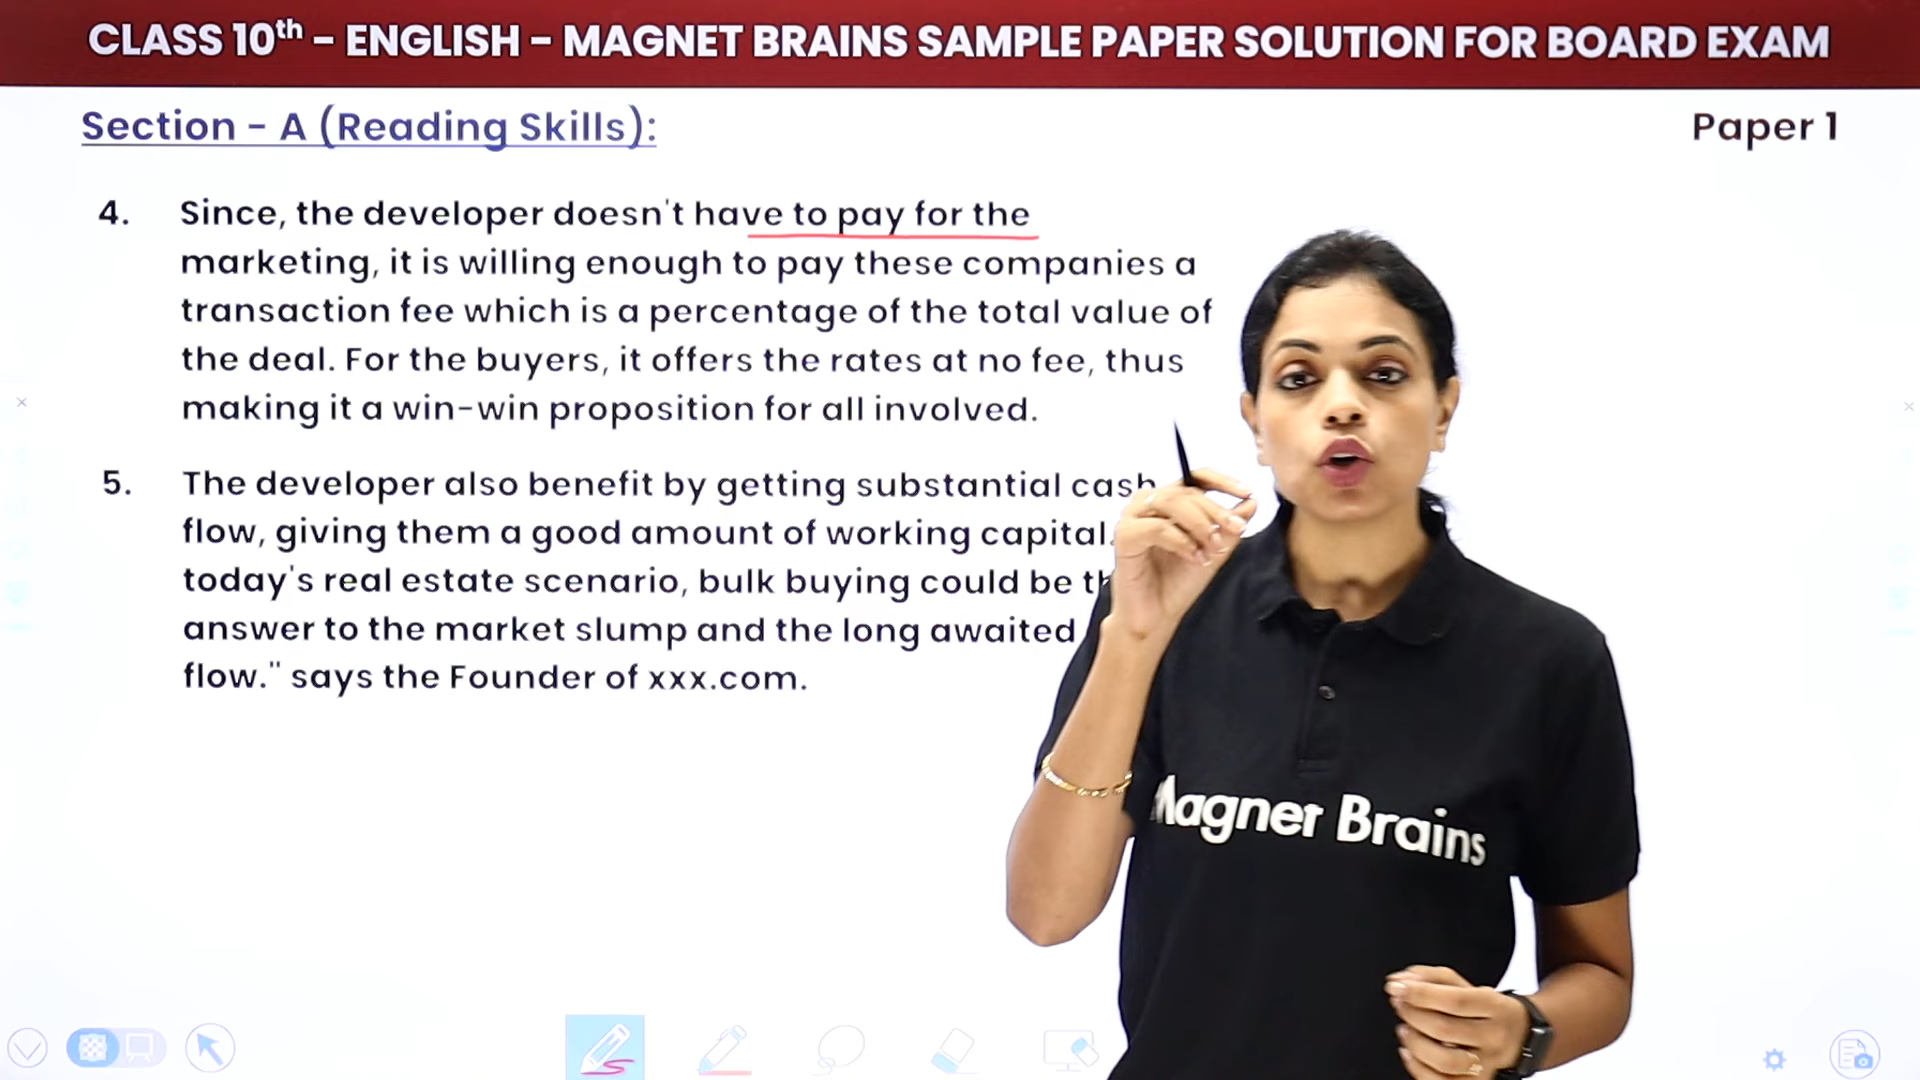 CLASS 10th - ENGLISH - MAGNET BRAINS SAMPLE PAPER SOLUTION FOR BOARD EXAM
Section - A (Reading Skills):
Paper 1
4. Since, the developer doesn't have to pay for the
marketing, it is willing enough to pay these companies a
transaction fee which is a percentage of the total value of
the deal. For the buyers, it offers the rates at no fee, thus
making it a win-win proposition for all involved.
5. The developer also benefit by getting substantial cash
flow, giving them a good amount of working capital.
today's real estate scenario, bulk buying could be
answer to the market slump and the long awaited
flow." says the Founder of xxx.com.
Magnet Brains